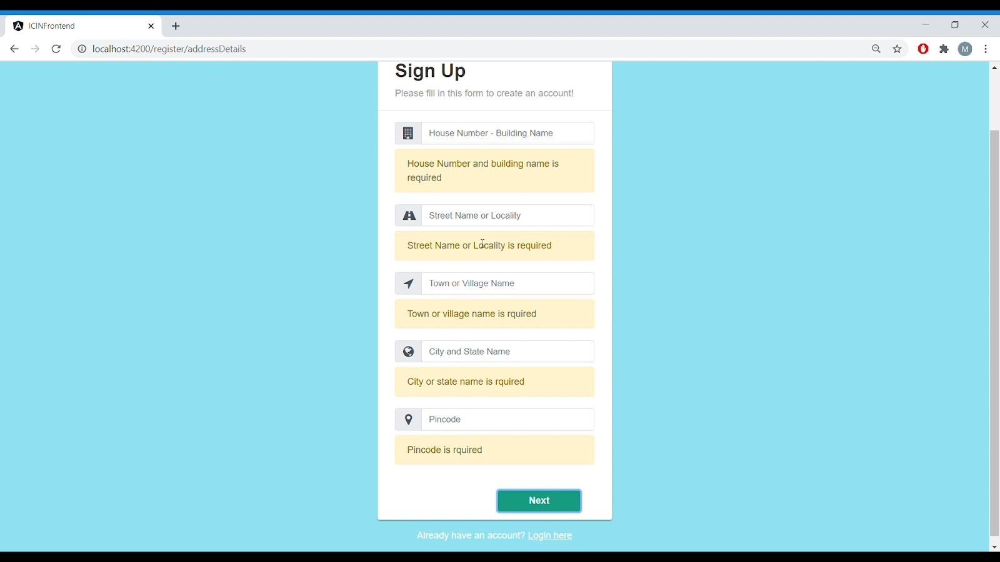 ICINFrontend
localhost:4200/register/addressDetails
M
Sign Up
Please fill in this form to create an account!
House Number - Building Name
House Number and building name is
required
Street Name or Locality
Street Name or Locality is required
Town or Village Name
Town or village name is rquired
City and State Name
City or state name is rquired
Pincode
Pincode is rquired
Next
Already have an account? Login here